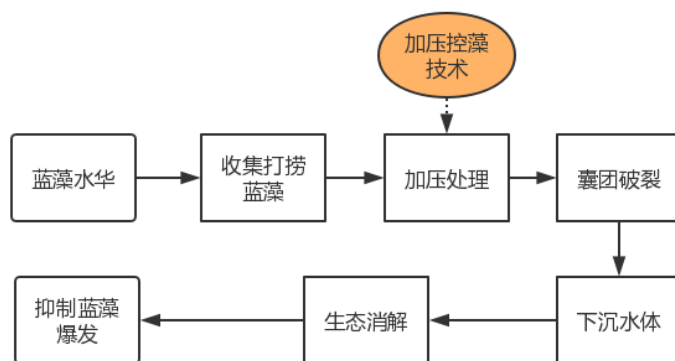 加压控藻
技术
蓝藻水华
收集打捞
蓝藻
加压处理
囊团破裂
下沉水体
生态消解
抑制蓝藻
爆发